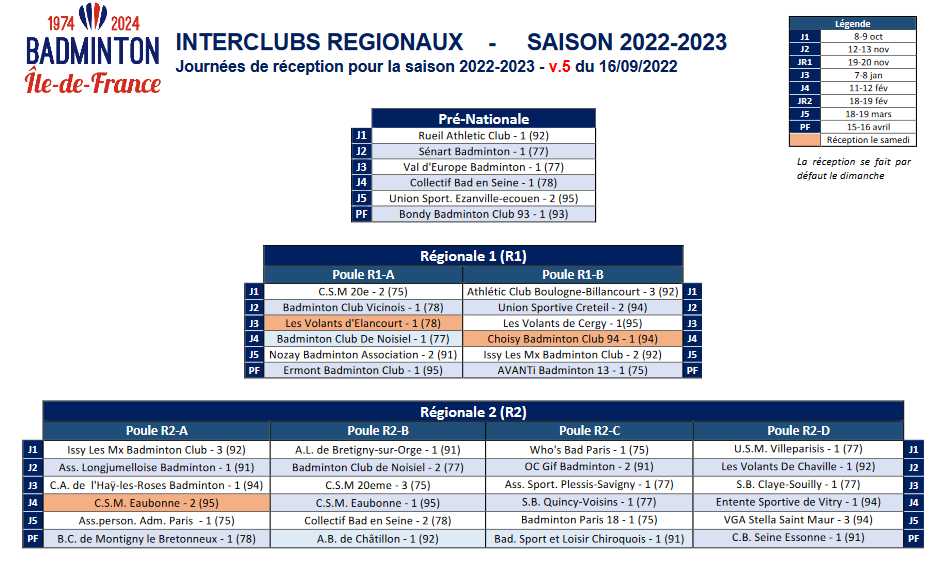 1974 2024
BADMINTON
Île-de-France
INTERCLUBS REGIONAUX - SAISON 2022-2023
Journées de réception pour la saison 2022-2023 - v.5 du 16/09/2022
Légende
J1 8-9 oct
J2 12-13 nov
JR1 19-20 nov
J3 7-8 jan
J4 11-12 fév
JR2 18-19 fév
J5 18-19 mars
PF 15-16 avril
Réception le samedi
La réception se fait par
défaut le dimanche
Pré-Nationale
J1 Rueil Athletic Club - 1 (92)
J2 Sénart Badminton - 1 (77)
J3 Val d'Europe Badminton - 1 (77)
J4 Collectif Bad en Seine - 1 (78)
J5 Union Sport. Ezanville-ecouen - 2 (95)
PF Bondy Badminton Club 93 - 1 (93)
Régionale 1 (R1)
Poule R1-A Poule R1-B
J1 C.S.M 20e - 2 (75) Athlétic Club Boulogne-Billancourt - 3 (92) J1
J2 Badminton Club Vicinois - 1 (78) Union Sportive Creteil - 2 (94) J2
J3 Les Volants d'Elancourt - 1 (78) Les Volants de Cergy - 1(95) J3
J4 Badminton Club De Noisiel - 1 (77) Choisy Badminton Club 94 - 1 (94) J4
J5 Nozay Badminton Association - 2 (91) Issy Les Mx Badminton Club - 2 (92) J5
PF Ermont Badminton Club - 1 (95) AVANTi Badminton 13 - 1 (75) PF
Régionale 2 (R2)
Poule R2-A Poule R2-B Poule R2-C Poule R2-D
J1 Issy Les Mx Badminton Club - 3 (92) A.L. de Bretigny-sur-Orge - 1 (91) Who's Bad Paris - 1 (75) U.S.M. Villeparisis - 1 (77) J1
J2 Ass. Longjumelloise Badminton - 1 (91) Badminton Club de Noisiel - 2 (77) OC Gif Badminton - 2 (91) Les Volants De Chaville - 1 (92) J2
J3 C.A. de l'Haÿ-les-Roses Badminton - 1 (94) C.S.M 20eme - 3 (75) Ass. Sport. Plessis-Savigny - 1 (77) S.B. Claye-Souilly - 1 (77) J3
J4 C.S.M. Eaubonne - 2 (95) C.S.M. Eaubonne - 1 (95) S.B. Quincy-Voisins - 1 (77) Entente Sportive de Vitry - 1 (94) J4
J5 Ass.person. Adm. Paris - 1 (75) Collectif Bad en Seine - 2 (78) Badminton Paris 18 - 1 (75) VGA Stella Saint Maur - 3 (94) J5
PF B.C. de Montigny le Bretonneux - 1 (78) A.B. de Châtillon - 1 (92) Bad. Sport et Loisir Chiroquois - 1 (91) C.B. Seine Essonne - 1 (91) PF